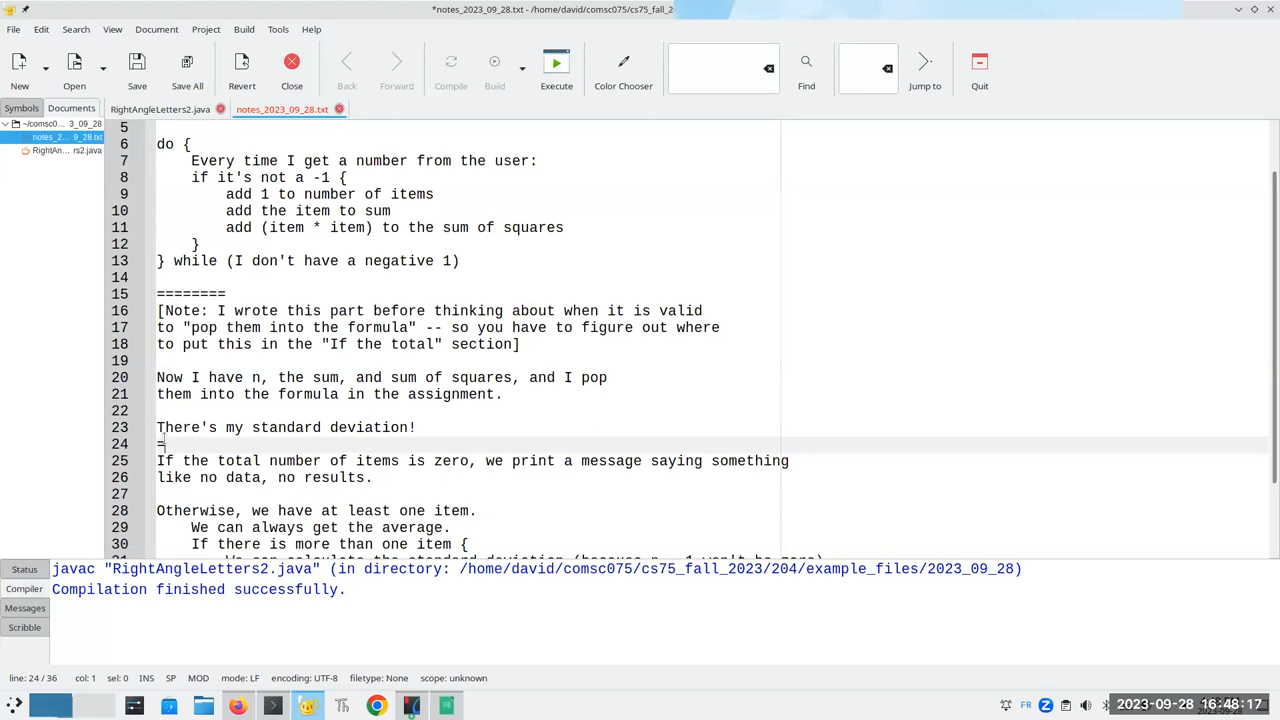 *notes_2023_09_28.txt - /home/david/comsc075/cs75_fall_2
File Edit Search View Document Project Build Tools Help
New Open Save Save All Revert Close Back Forward Compile Build Execute Color Chooser Find Jump to Quit
Symbols Documents RightAngleLetters2.java notes_2023_09_28.txt
~/comsc0... 3_09_28
notes_2... 9_28.txt
RightAn... rs2.java
5
6 do {
7 Every time I get a number from the user:
8 if it's not a -1 {
9 add 1 to number of items
10 add the item to sum
11 add (item * item) to the sum of squares
12 }
13 } while (I don't have a negative 1)
14
15 ========
16 [Note: I wrote this part before thinking about when it is valid
17 to "pop them into the formula" -- so you have to figure out where
18 to put this in the "If the total" section]
19
20 Now I have n, the sum, and sum of squares, and I pop
21 them into the formula in the assignment.
22
23 There's my standard deviation!
24 =
25 If the total number of items is zero, we print a message saying something
26 like no data, no results.
27
28 Otherwise, we have at least one item.
29 We can always get the average.
30 If there is more than one item {
Status
Compiler
Messages
Scribble
javac "RightAngleLetters2.java" (in directory: /home/david/comsc075/cs75_fall_2023/204/example_files/2023_09_28)
Compilation finished successfully.
line: 24 / 36 col: 1 sel: 0 INS SP MOD mode: LF encoding: UTF-8 filetype: None scope: unknown
FR
2023-09-28 16:48:17